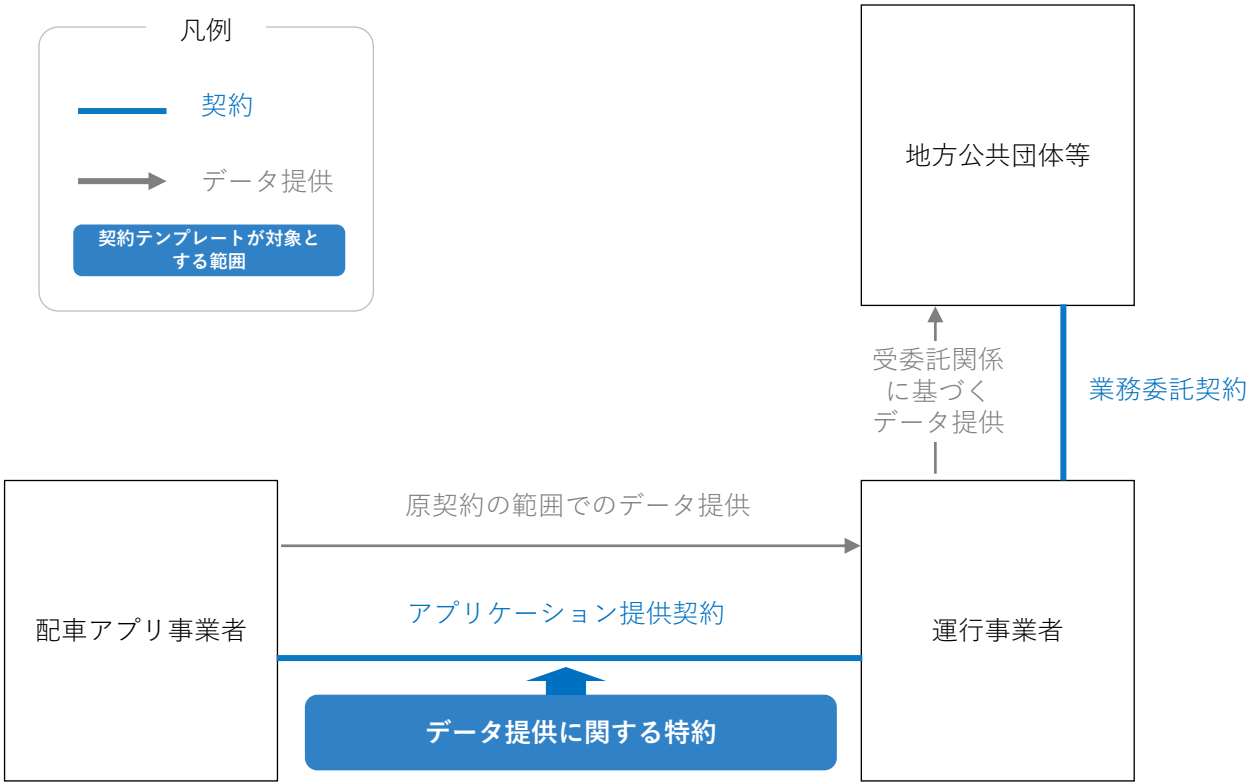 凡例
契約
データ提供
契約テンプレートが対象と
する範囲
地方公共団体等
受委託関係
に基づく
データ提供
業務委託契約
原契約の範囲でのデータ提供
アプリケーション提供契約
配車アプリ事業者
運行事業者
データ提供に関する特約